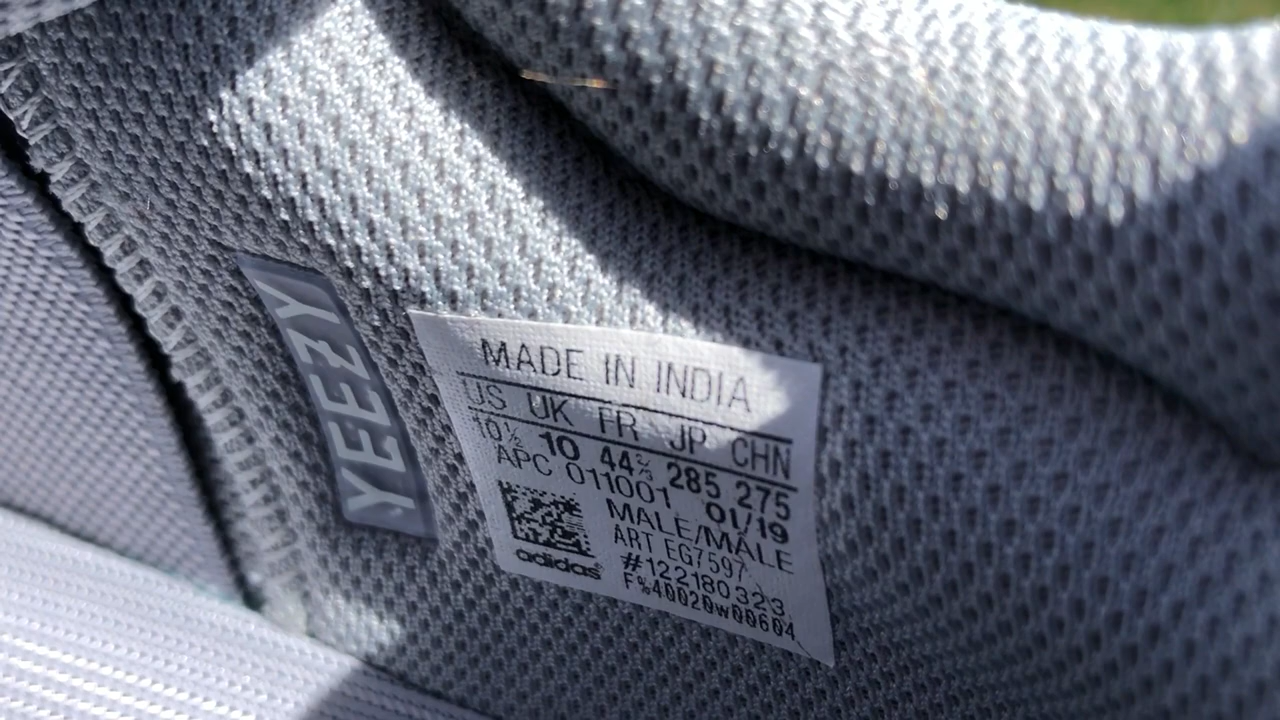 YEEZY
MADE IN INDIA
US UK FR JP CHN
10½ 10 44⅔ 285 275
APC 011001 01/19
MALE/MALE
ART EG7597
#122180323
F%40020w00604
adidas